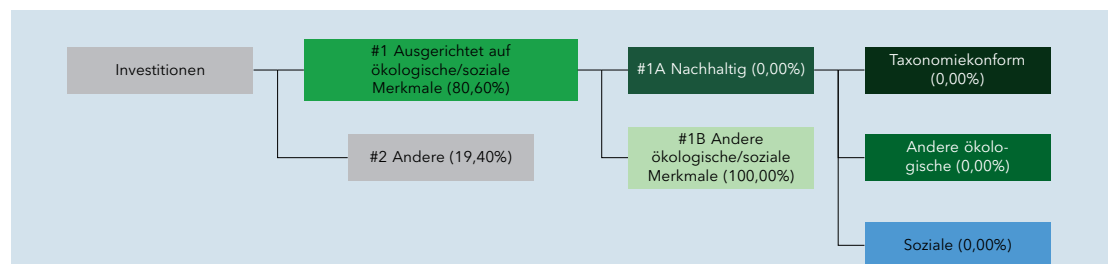 Investitionen
#1 Ausgerichtet auf
ökologische/soziale
Merkmale (80,60%)
#2 Andere (19,40%)
#1A Nachhaltig (0,00%)
#1B Andere
ökologische/soziale
Merkmale (100,00%)
Taxonomiekonform
(0,00%)
Andere ökolo-
gische (0,00%)
Soziale (0,00%)